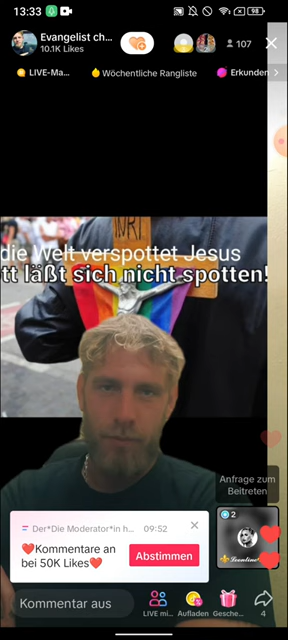 13:33
98
Evangelist ch...
10.1K Likes
107
LIVE-Ma...
Wöchentliche Rangliste
Erkunden
INRI
die Welt verspottet Jesus
tt läßt sich nicht spotten!
Anfrage zum
Beitreten
Der*Die Moderator*in h...
09:52
❤️Kommentare an
bei 50K Likes❤️
Abstimmen
2
Kommentar aus
LIVE mi...
Aufladen
Gesche...
4